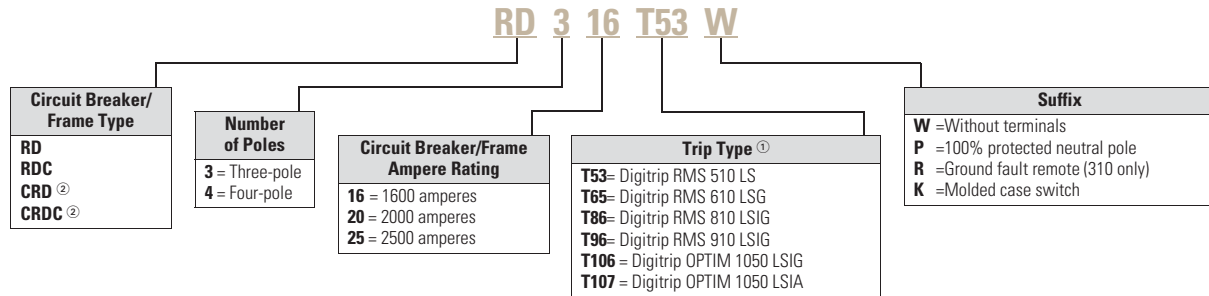 RD 3 16 T53 W
Circuit Breaker/
Frame Type
RD
RDC
CRD ②
CRDC ②
Number
of Poles
3 = Three-pole
4 = Four-pole
Circuit Breaker/Frame
Ampere Rating
16 = 1600 amperes
20 = 2000 amperes
25 = 2500 amperes
Trip Type ①
T53= Digitrip RMS 510 LS
T65= Digitrip RMS 610 LSG
T86= Digitrip RMS 810 LSIG
T96= Digitrip RMS 910 LSIG
T106 = Digitrip OPTIM 1050 LSIG
T107 = Digitrip OPTIM 1050 LSIA
Suffix
W =Without terminals
P =100% protected neutral pole
R =Ground fault remote (310 only)
K =Molded case switch